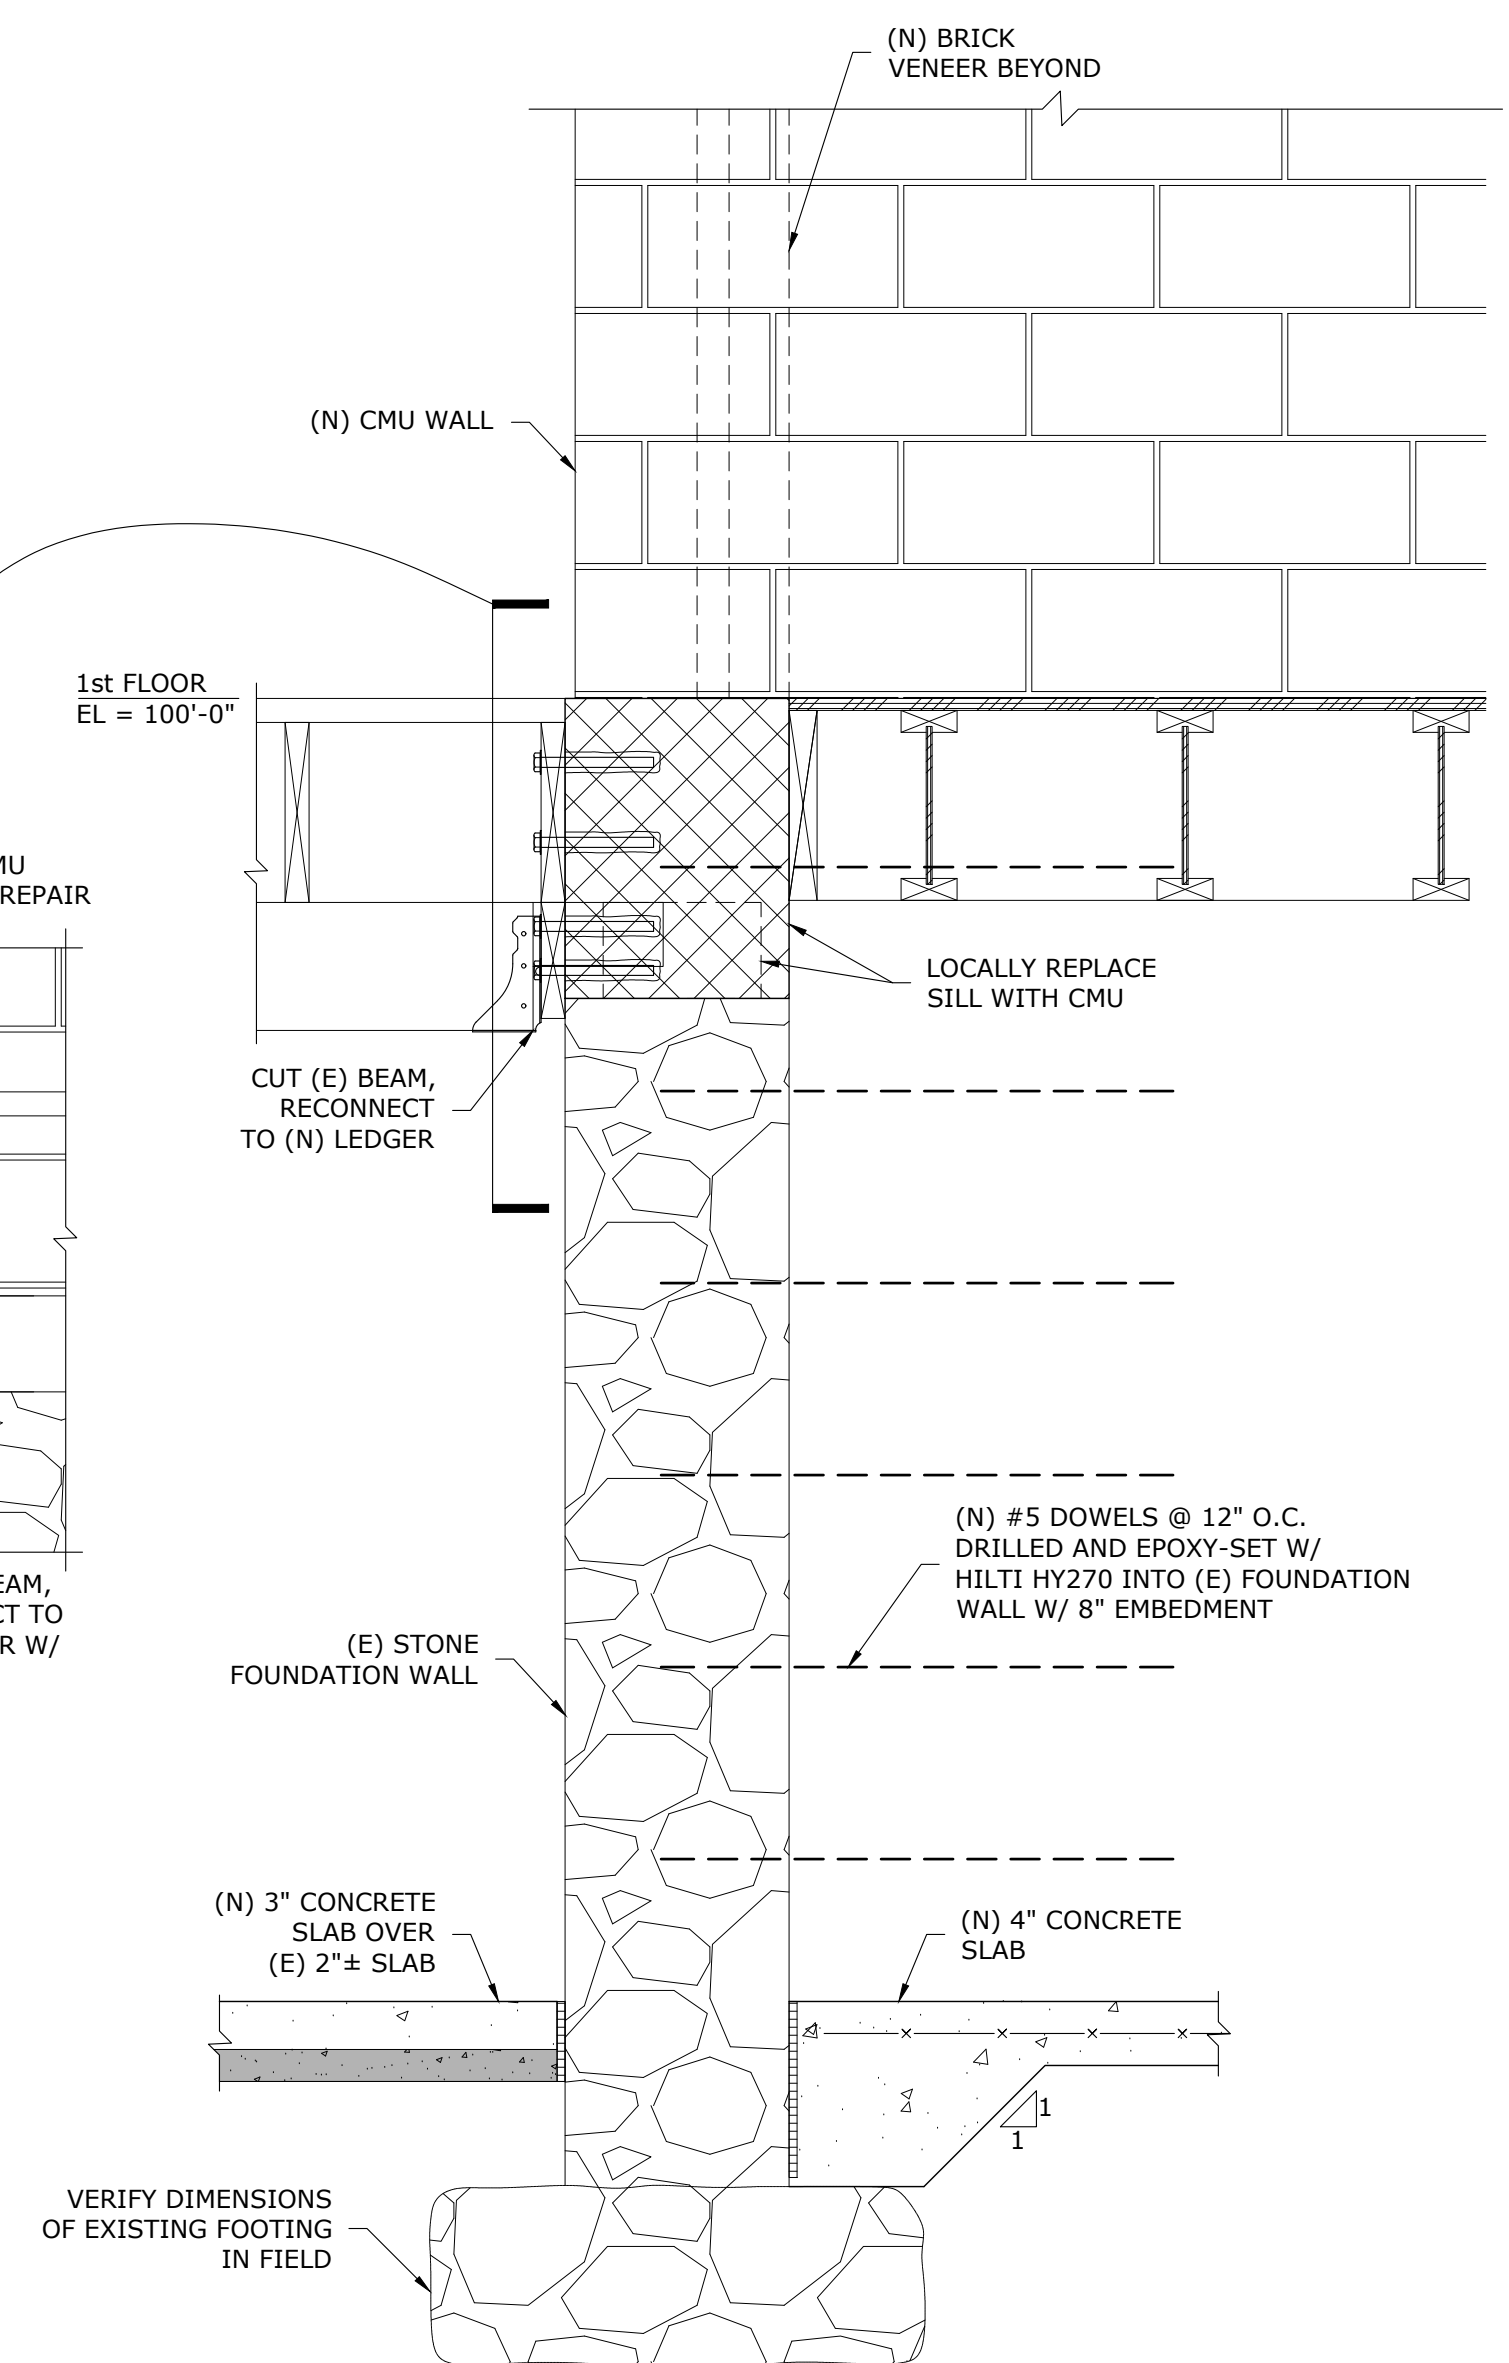 (N) BRICK
VENEER BEYOND
(N) CMU WALL
1st FLOOR
EL = 100'-0"
REPAIR
LOCALLY REPLACE
SILL WITH CMU
CUT (E) BEAM,
RECONNECT
TO (N) LEDGER
(N) #5 DOWELS @ 12" O.C.
DRILLED AND EPOXY-SET W/
HILTI HY270 INTO (E) FOUNDATION
WALL W/ 8" EMBEDMENT
TO
W/
(E) STONE
FOUNDATION WALL
(N) 3" CONCRETE
SLAB OVER
(E) 2"± SLAB
(N) 4" CONCRETE
SLAB
1
1
VERIFY DIMENSIONS
OF EXISTING FOOTING
IN FIELD